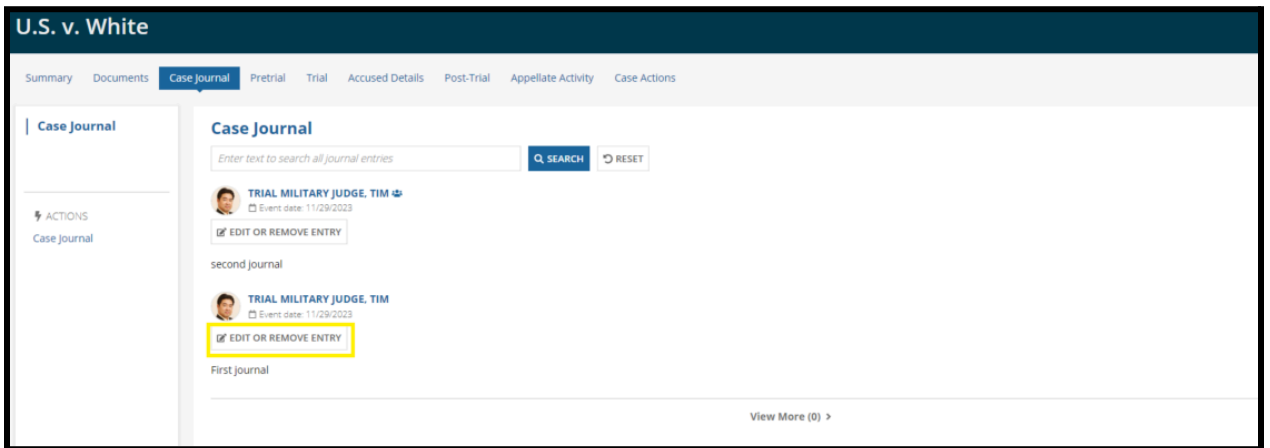 U.S. v. White
Summary Documents Case Journal Pretrial Trial Accused Details Post-Trial Appellate Activity Case Actions
Case Journal
ACTIONS
Case Journal
Case Journal
Enter text to search all journal entries SEARCH RESET
TRIAL MILITARY JUDGE, TIM
Event date: 11/29/2023
EDIT OR REMOVE ENTRY
second journal
TRIAL MILITARY JUDGE, TIM
Event date: 11/29/2023
EDIT OR REMOVE ENTRY
First journal
View More (0) >